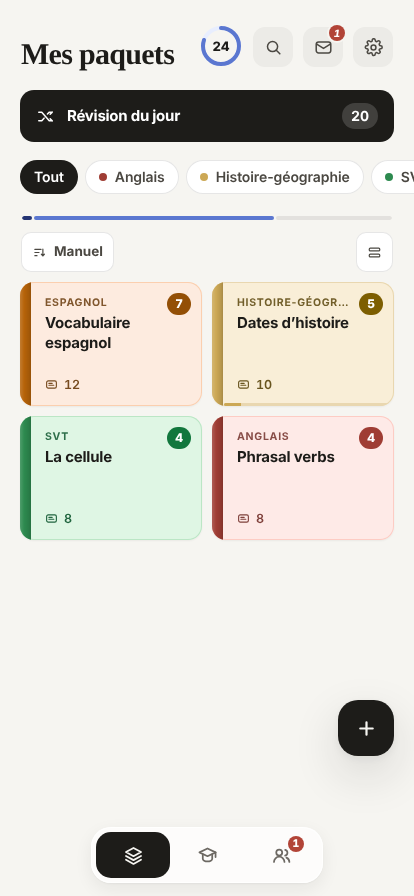 Mes paquets
24
1
Révision du jour
20
Tout
Anglais
Histoire-géographie
SV
Manuel
ESPAGNOL
7
Vocabulaire
espagnol
12
HISTOIRE-GÉOGR...
5
Dates d'histoire
10
SVT
4
La cellule
8
ANGLAIS
4
Phrasal verbs
8
1